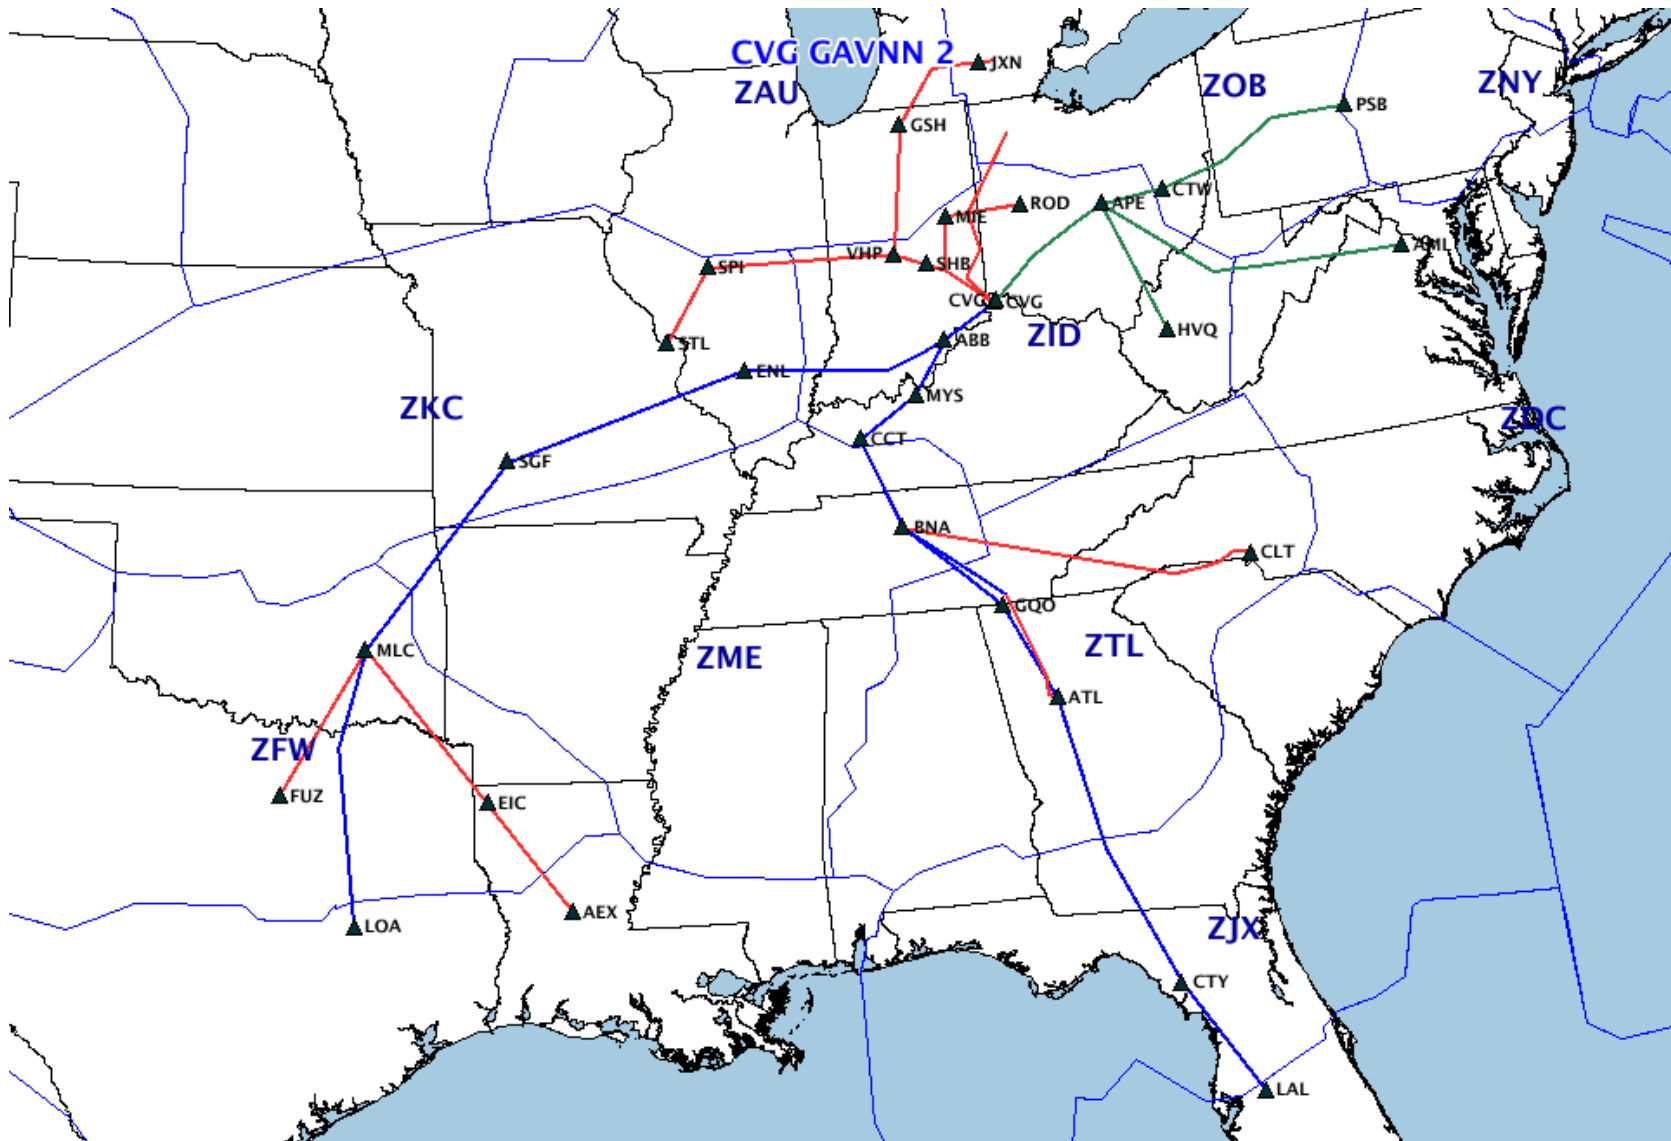 CVG GAVNN 2
JXN
ZAU
ZOB
ZNY
PSB
GSH
CTW
ROD
APE
MIE
AML
VHP
SHB
SPI
CVG
CVG
HVQ
ZID
STL
ABB
ENL
MYS
ZKC
ZDC
CCT
SGF
BNA
CLT
GQO
MLC
ZME
ZTL
ATL
ZFW
FUZ
EIC
AEX
LOA
ZJX
CTY
LAL